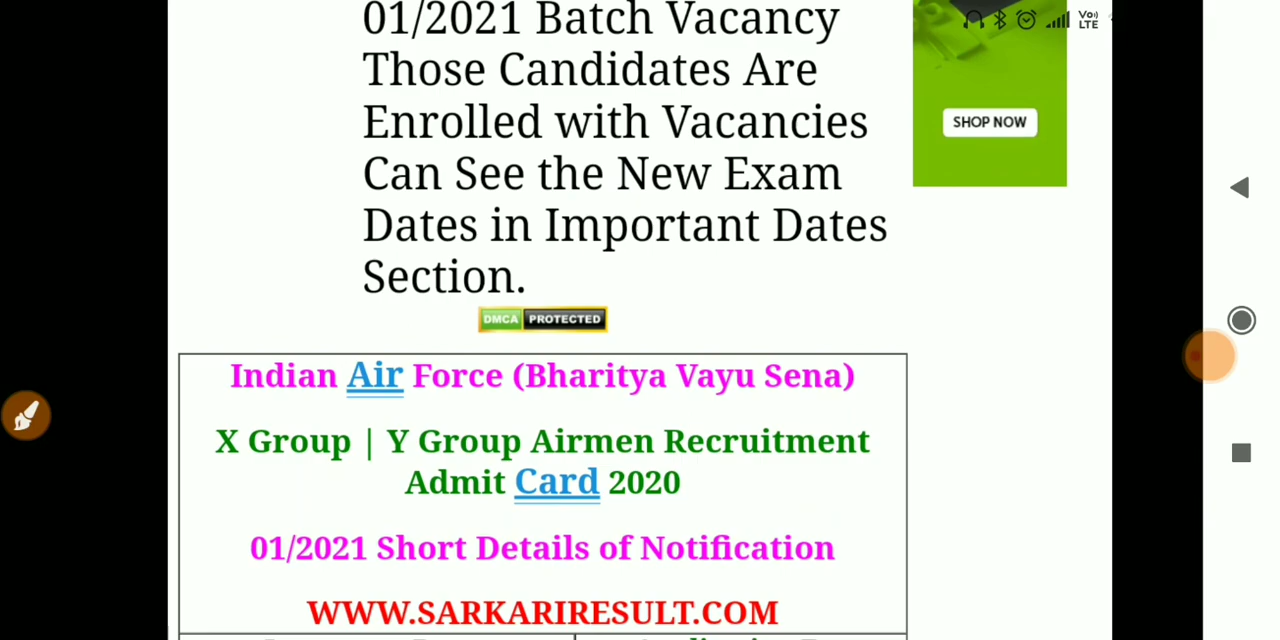 01/2021 Batch Vacancy
Those Candidates Are
Enrolled with Vacancies
Can See the New Exam
Dates in Important Dates
Section.
SHOP NOW
Vo) LTE
DMCA PROTECTED
Indian Air Force (Bharitya Vayu Sena)
X Group | Y Group Airmen Recruitment
Admit Card 2020
01/2021 Short Details of Notification
WWW.SARKARIRESULT.COM